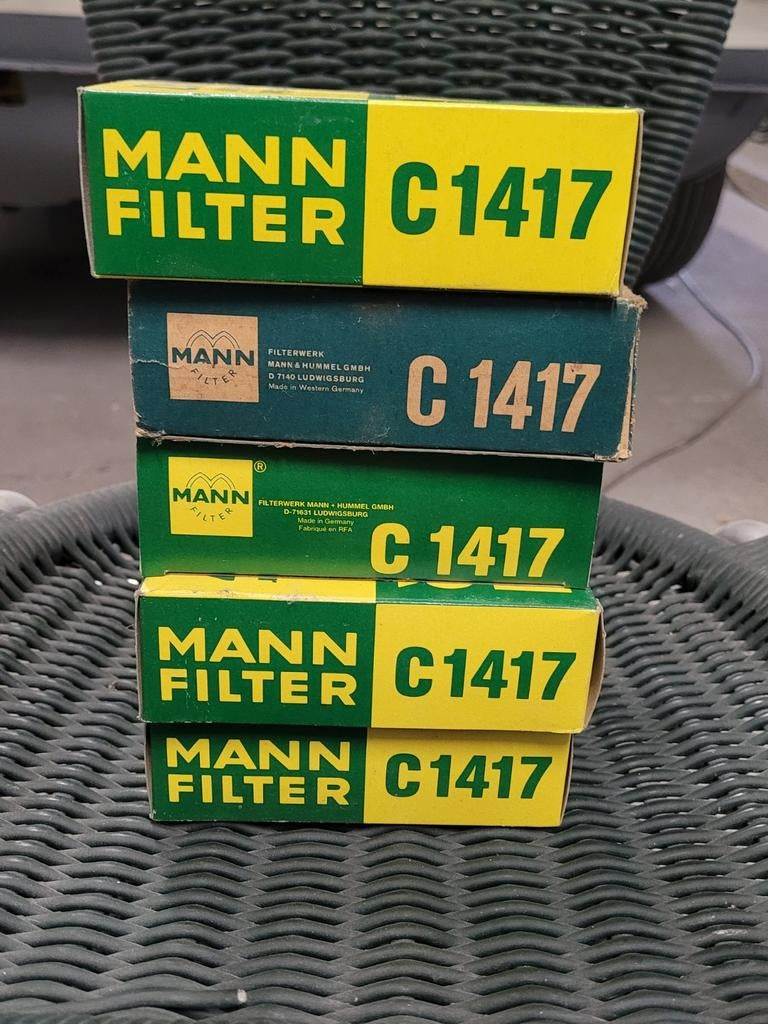 MANN
FILTER
C1417
MANN
FILTER
FILTERWERK
MANN & HUMMEL GMBH
D 7140 LUDWIGSBURG
Made in Western Germany
C 1417
MANN
FILTER
®
FILTERWERK MANN + HUMMEL GMBH
D-71631 LUDWIGSBURG
Made in Germany
Fabriqué en RFA
C 1417
MANN
FILTER
C1417
MANN
FILTER
C1417